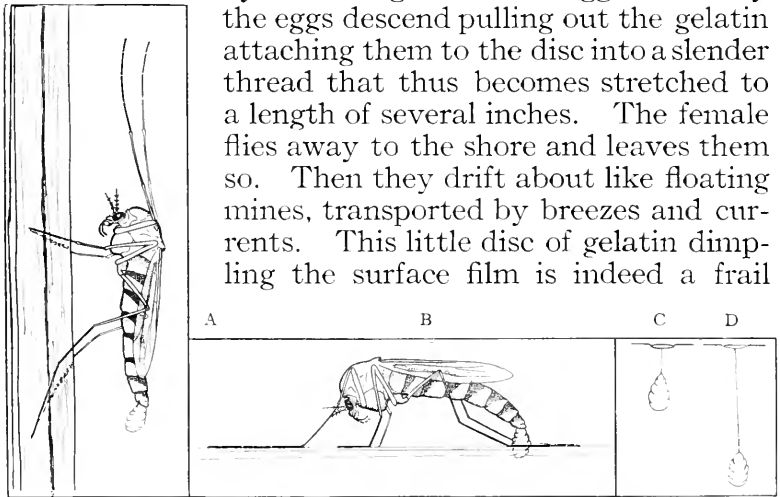 the eggs descend pulling out the gelatin
attaching them to the disc into a slender
thread that thus becomes stretched to
a length of several inches. The female
flies away to the shore and leaves them
so. Then they drift about like floating
mines, transported by breezes and cur-
rents. This little disc of gelatin dimp-
ling the surface film is indeed a frail
A B C D